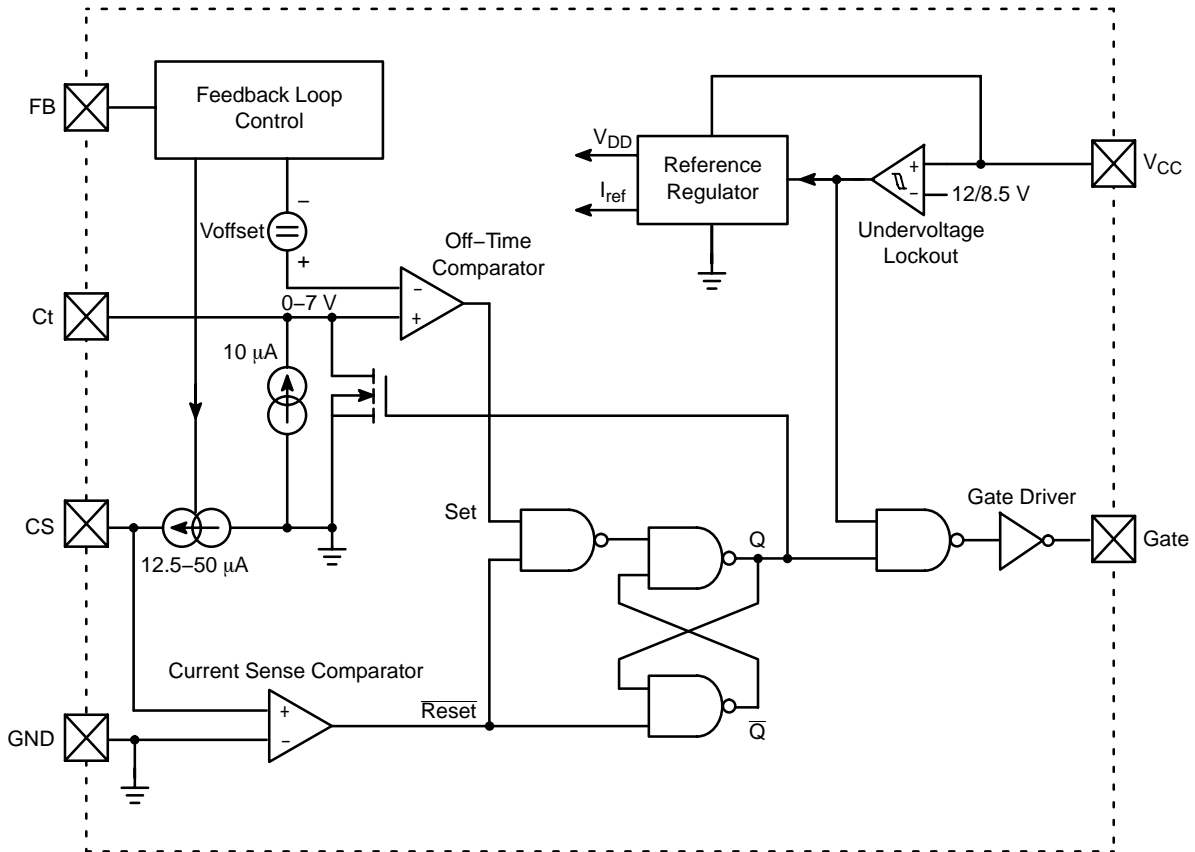 FB
Feedback Loop
Control
Voffset
−
+
Off−Time
Comparator
−
+
0−7 V
Ct
10 μA
CS
12.5−50 μA
Current Sense Comparator
+
−
GND
Reset
Set
Q
Q
VDD
Iref
Reference
Regulator
+
−
12/8.5 V
Undervoltage
Lockout
VCC
Gate Driver
Gate